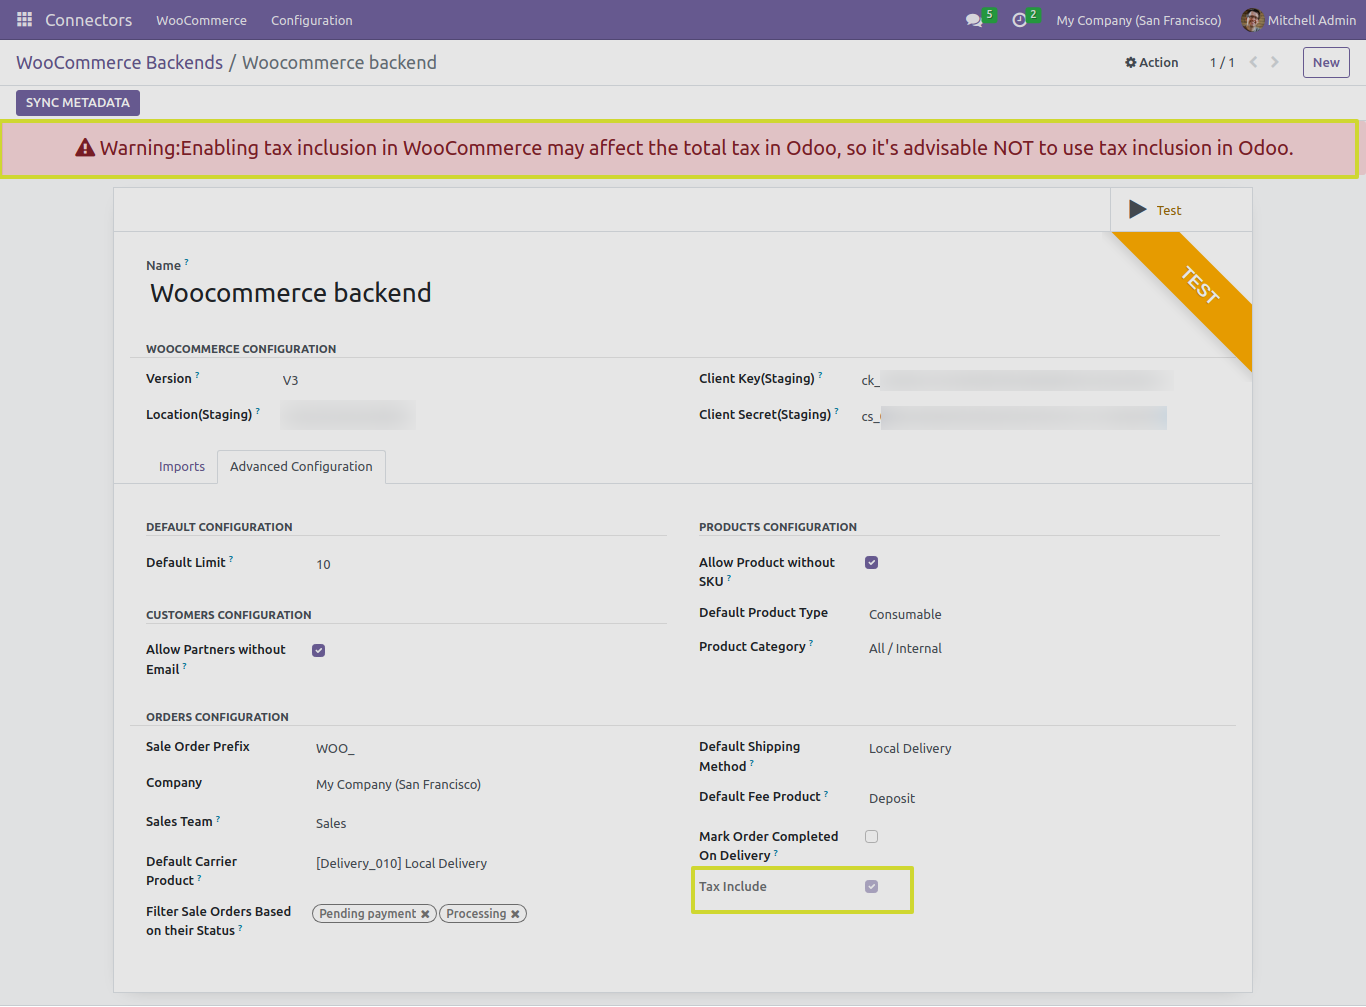 Connectors WooCommerce Configuration 5 2 My Company (San Francisco) Mitchell Admin
WooCommerce Backends / Woocommerce backend Action 1 / 1 New
SYNC METADATA
Warning:Enabling tax inclusion in WooCommerce may affect the total tax in Odoo, so it's advisable NOT to use tax inclusion in Odoo.
Test
TEST
Name ?
Woocommerce backend
WOOCOMMERCE CONFIGURATION
Version ? V3 Client Key(Staging) ? ck_
Location(Staging) ? Client Secret(Staging) ? cs_
Imports Advanced Configuration
DEFAULT CONFIGURATION PRODUCTS CONFIGURATION
Default Limit ? 10 Allow Product without
SKU ?
CUSTOMERS CONFIGURATION Default Product Type Consumable
Allow Partners without Product Category ? All / Internal
Email ?
ORDERS CONFIGURATION
Sale Order Prefix WOO_ Default Shipping Local Delivery
Method ?
Company My Company (San Francisco) Default Fee Product ? Deposit
Sales Team ? Sales Mark Order Completed
On Delivery ?
Default Carrier [Delivery_010] Local Delivery
Product ? Tax Include
Filter Sale Orders Based Pending payment Processing
on their Status ?